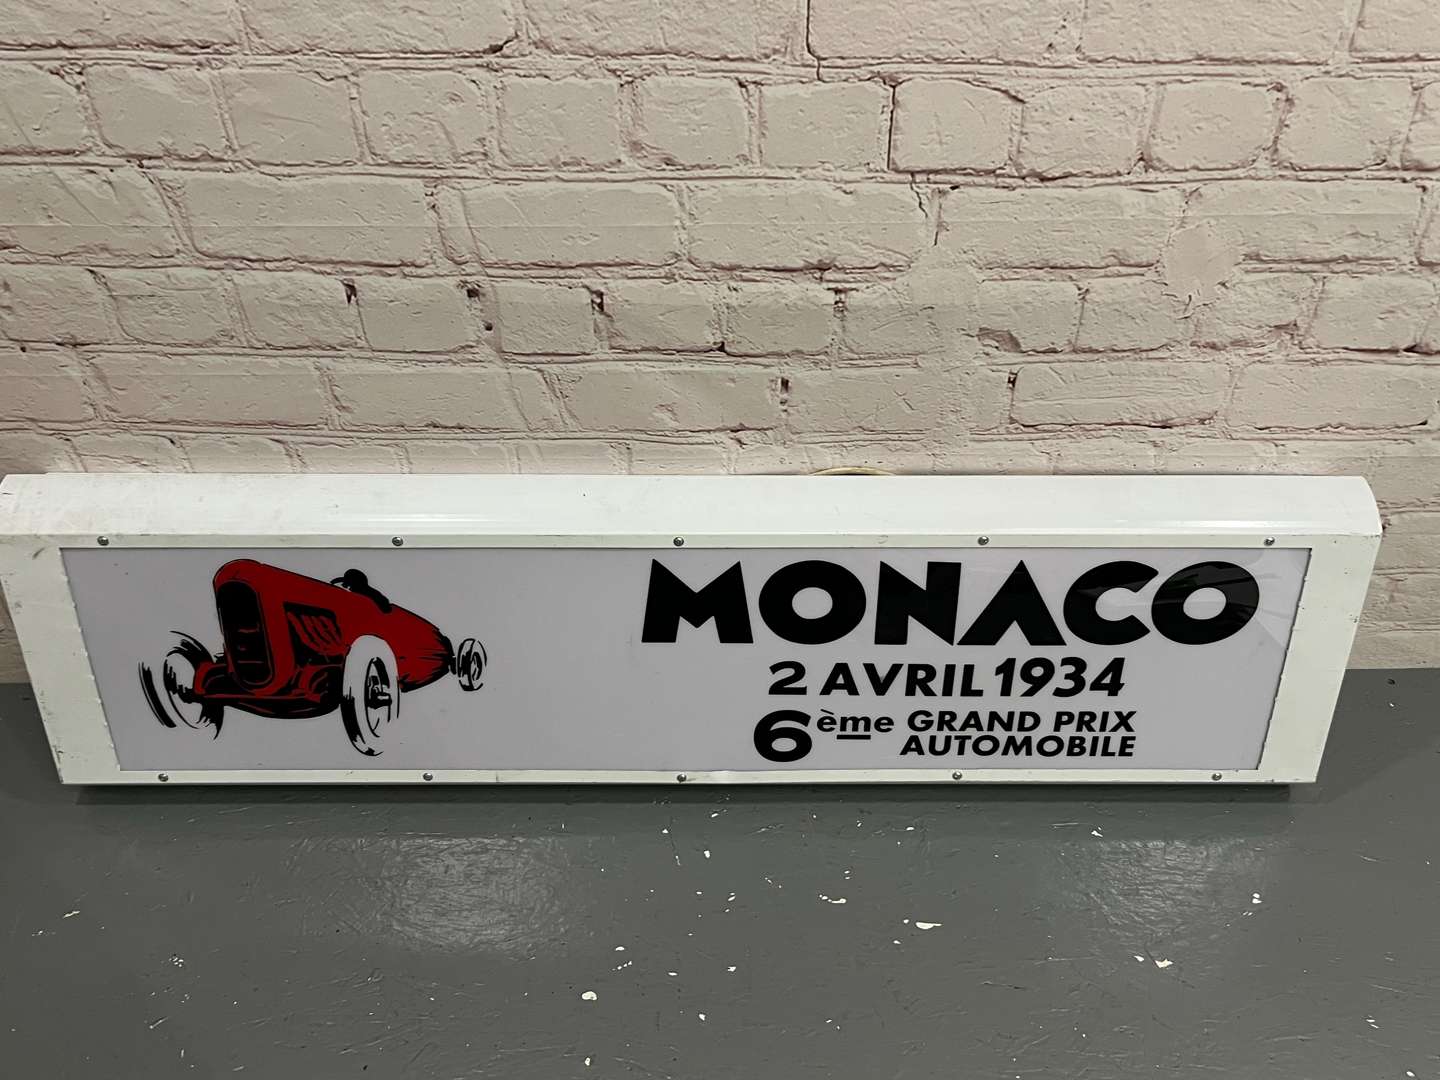 MONACO
2 AVRIL 1934
6ème GRAND PRIX
AUTOMOBILE